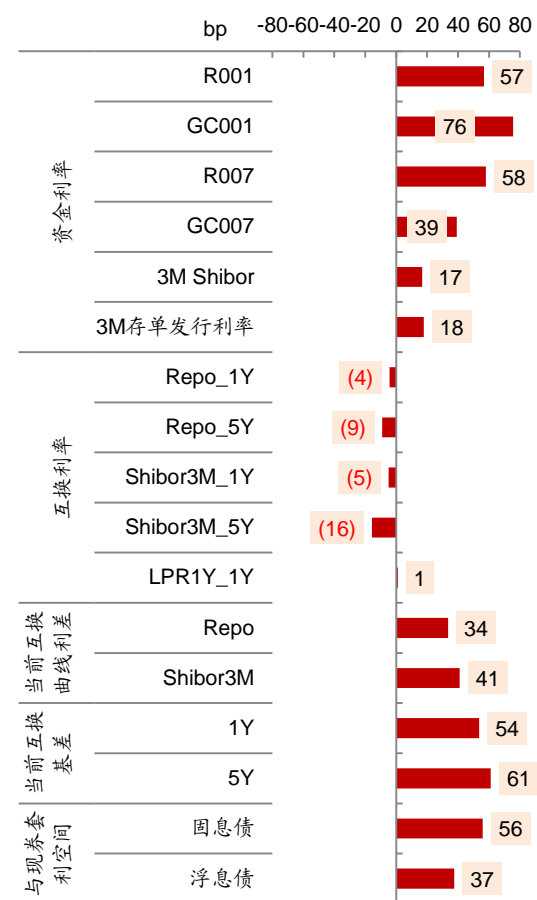 bp -80-60-40-20 0 20 40 60 80
资金利率
R001 57
GC001 76
R007 58
GC007 39
3M Shibor 17
3M存单发行利率 18
互换利率
Repo_1Y (4)
Repo_5Y (9)
Shibor3M_1Y (5)
Shibor3M_5Y (16)
LPR1Y_1Y 1
当前互换
曲线利差
Repo 34
Shibor3M 41
当前互换
基差
1Y 54
5Y 61
与现券套
利空间
固息债 56
浮息债 37